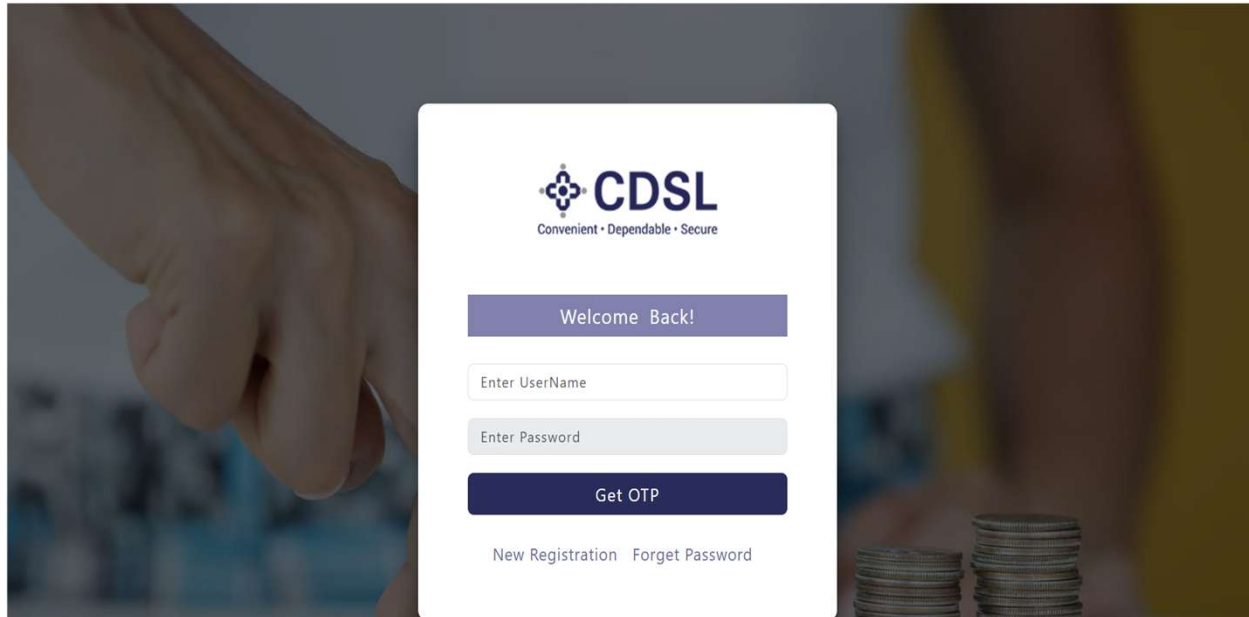 CDSL
Convenient • Dependable • Secure
Welcome Back!
Enter UserName
Enter Password
Get OTP
New Registration Forget Password